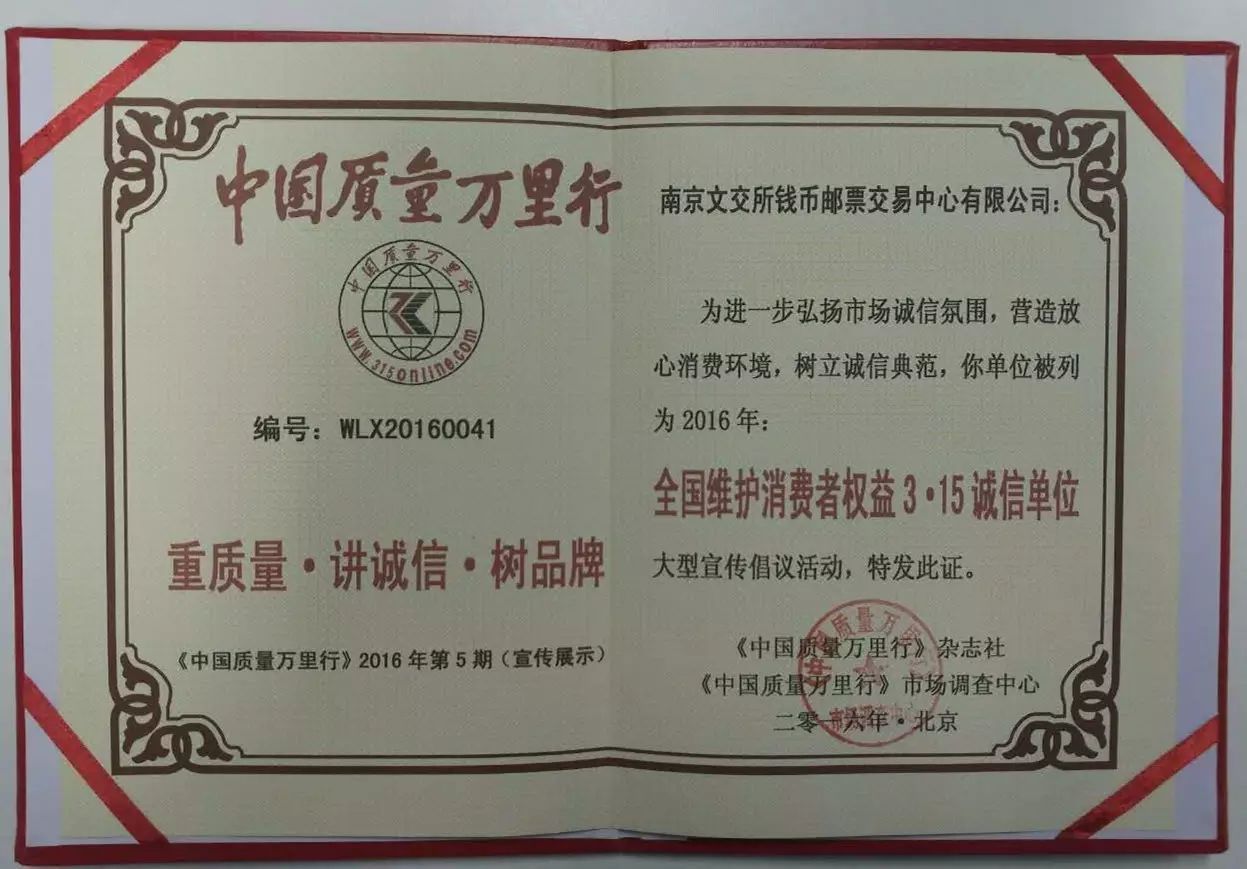 中国质量万里行
中国质量万里行
www.315online.com
编号：WLX20160041
重质量·讲诚信·树品牌
《中国质量万里行》2016年第5期（宣传展示）
南京文交所钱币邮票交易中心有限公司：
为进一步弘扬市场诚信氛围，营造放
心消费环境，树立诚信典范，你单位被列
为2016年：
全国维护消费者权益3·15诚信单位
大型宣传倡议活动，特发此证。
《中国质量万里行》杂志社
《中国质量万里行》市场调查中心
二零一六年·北京